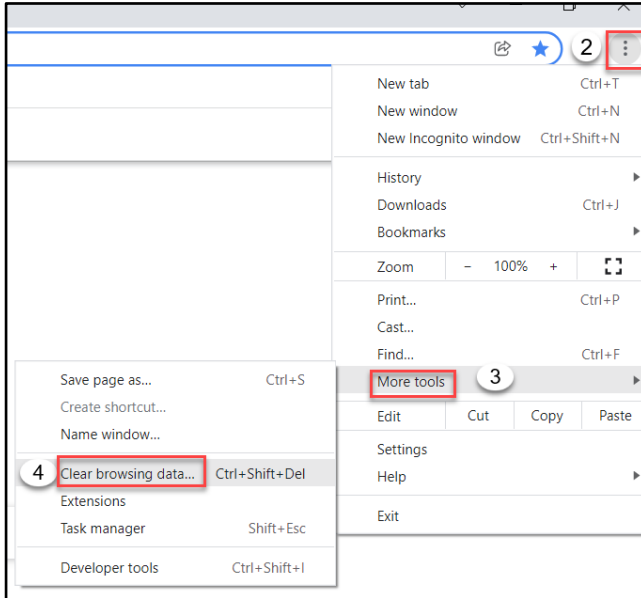 2
New tab Ctrl+T
New window Ctrl+N
New Incognito window Ctrl+Shift+N
History
Downloads Ctrl+J
Bookmarks
Zoom - 100% +
Print... Ctrl+P
Cast...
Find... Ctrl+F
More tools 3
Edit Cut Copy Paste
Settings
Help
Exit
Save page as... Ctrl+S
Create shortcut...
Name window...
4 Clear browsing data... Ctrl+Shift+Del
Extensions
Task manager Shift+Esc
Developer tools Ctrl+Shift+I